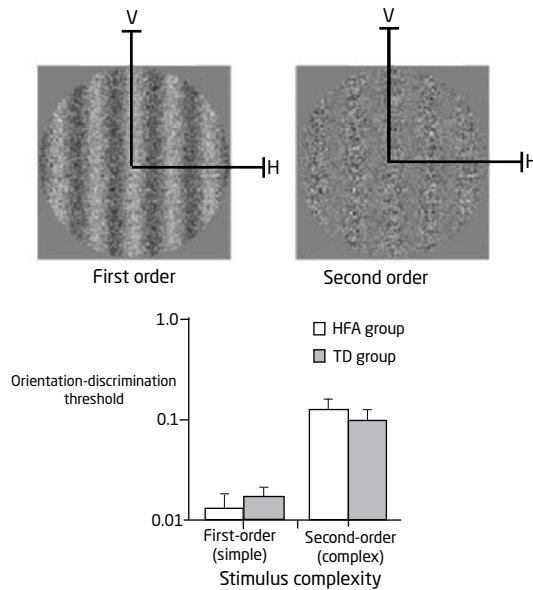 V
V
H
H
First order
Second order
1.0
HFA group
TD group
Orientation-discrimination
threshold
0.1
0.01
First-order
(simple)
Second-order
(complex)
Stimulus complexity